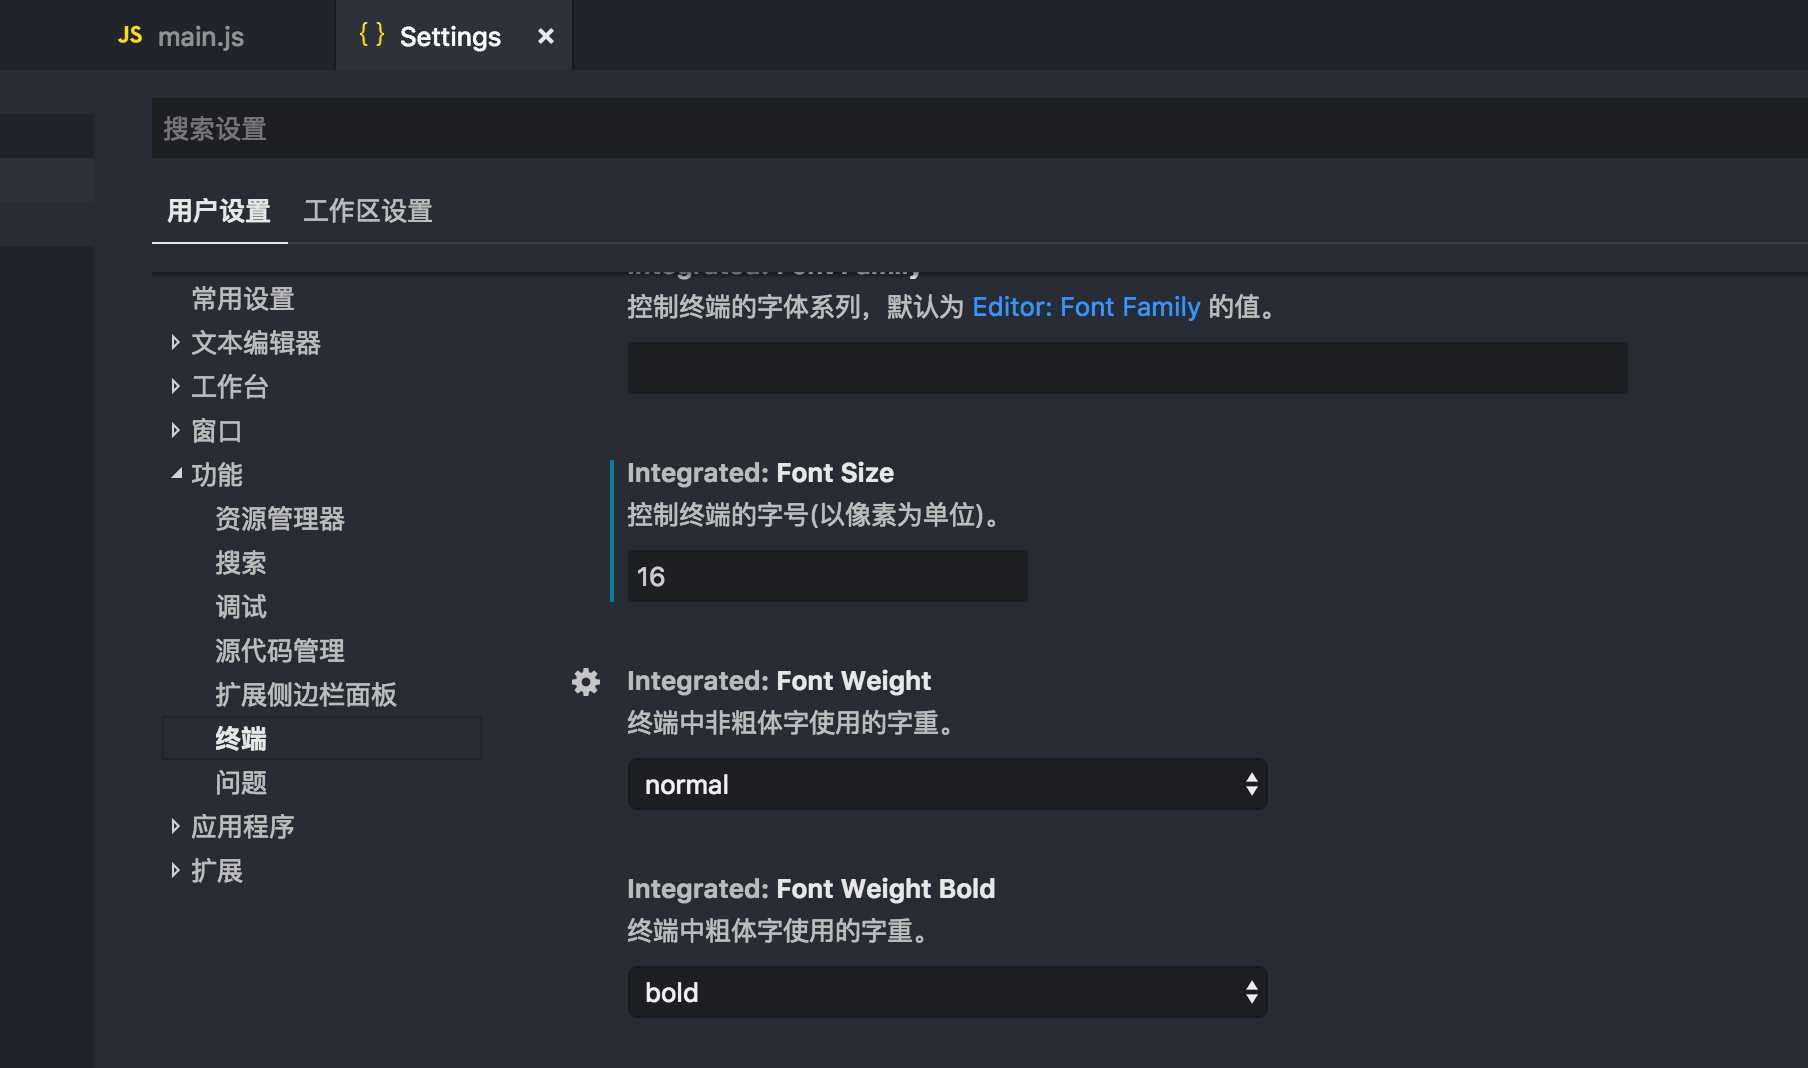 JS main.js
{ } Settings ×
搜索设置
用户设置 工作区设置
常用设置
文本编辑器
工作台
窗口
功能
资源管理器
搜索
调试
源代码管理
扩展侧边栏面板
终端
问题
应用程序
扩展
Integrated: Font Family
控制终端的字体系列，默认为 Editor: Font Family 的值。
Integrated: Font Size
控制终端的字号(以像素为单位)。
16
Integrated: Font Weight
终端中非粗体字使用的字重。
normal
Integrated: Font Weight Bold
终端中粗体字使用的字重。
bold